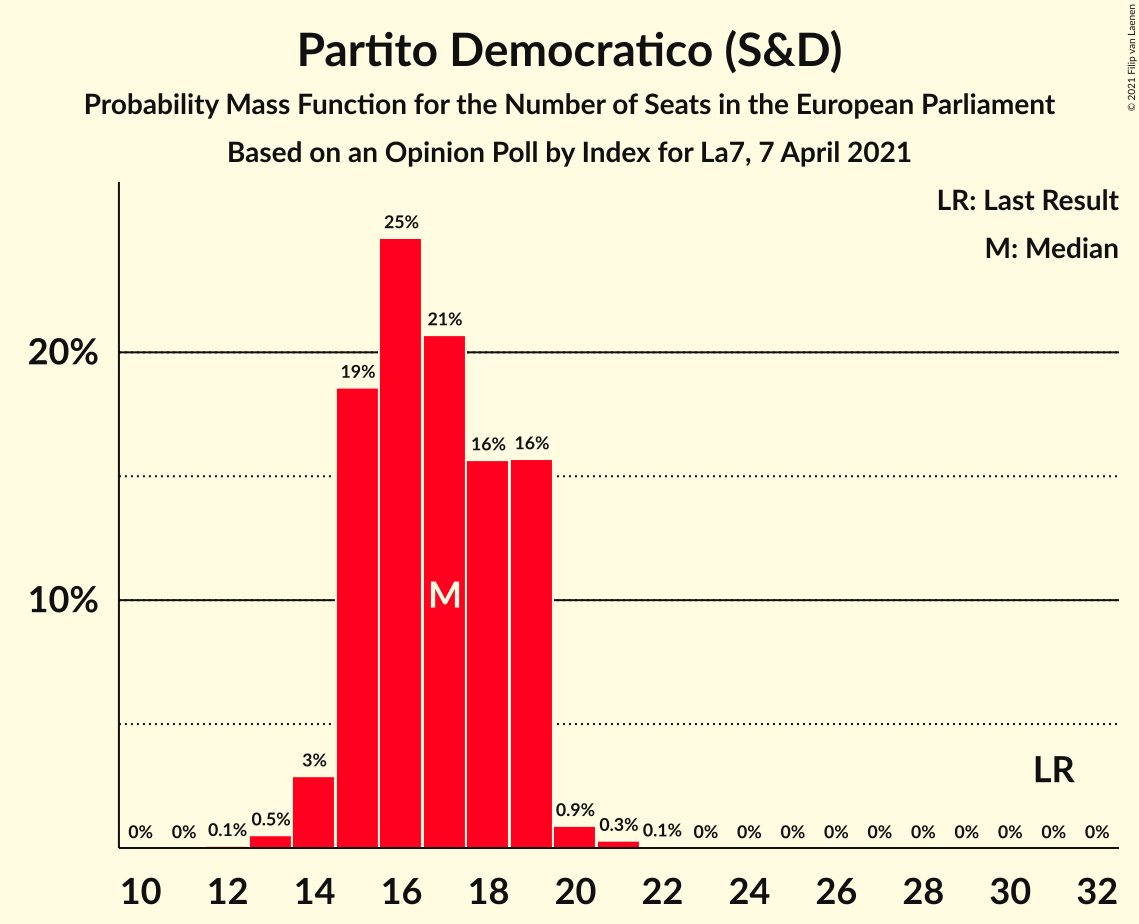 Partito Democratico (S&D)
Probability Mass Function for the Number of Seats in the European Parliament
Based on an Opinion Poll by Index for La7, 7 April 2021
© 2021 Filip van Laenen
LR: Last Result
M: Median
20%
10%
0% 0% 0.1% 0.5% 3% 19% 25% 21% 16% 16% 0.9% 0.3% 0.1% 0% 0% 0% 0% 0% 0% 0% 0% 0% 0%
M
LR
10 12 14 16 18 20 22 24 26 28 30 32